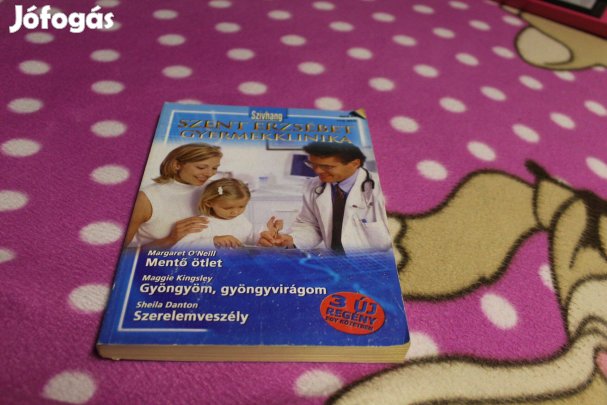 Jófogás
Szívhang
SZENT ERZSÉBET
GYERMEKKLINIKA
Margaret O'Neill
Mentő ötlet
Maggie Kingsley
Gyöngyöm, gyöngyvirágom
Sheila Danton
Szerelemveszély
3 ÚJ
REGÉNY
EGY KÖTETBEN